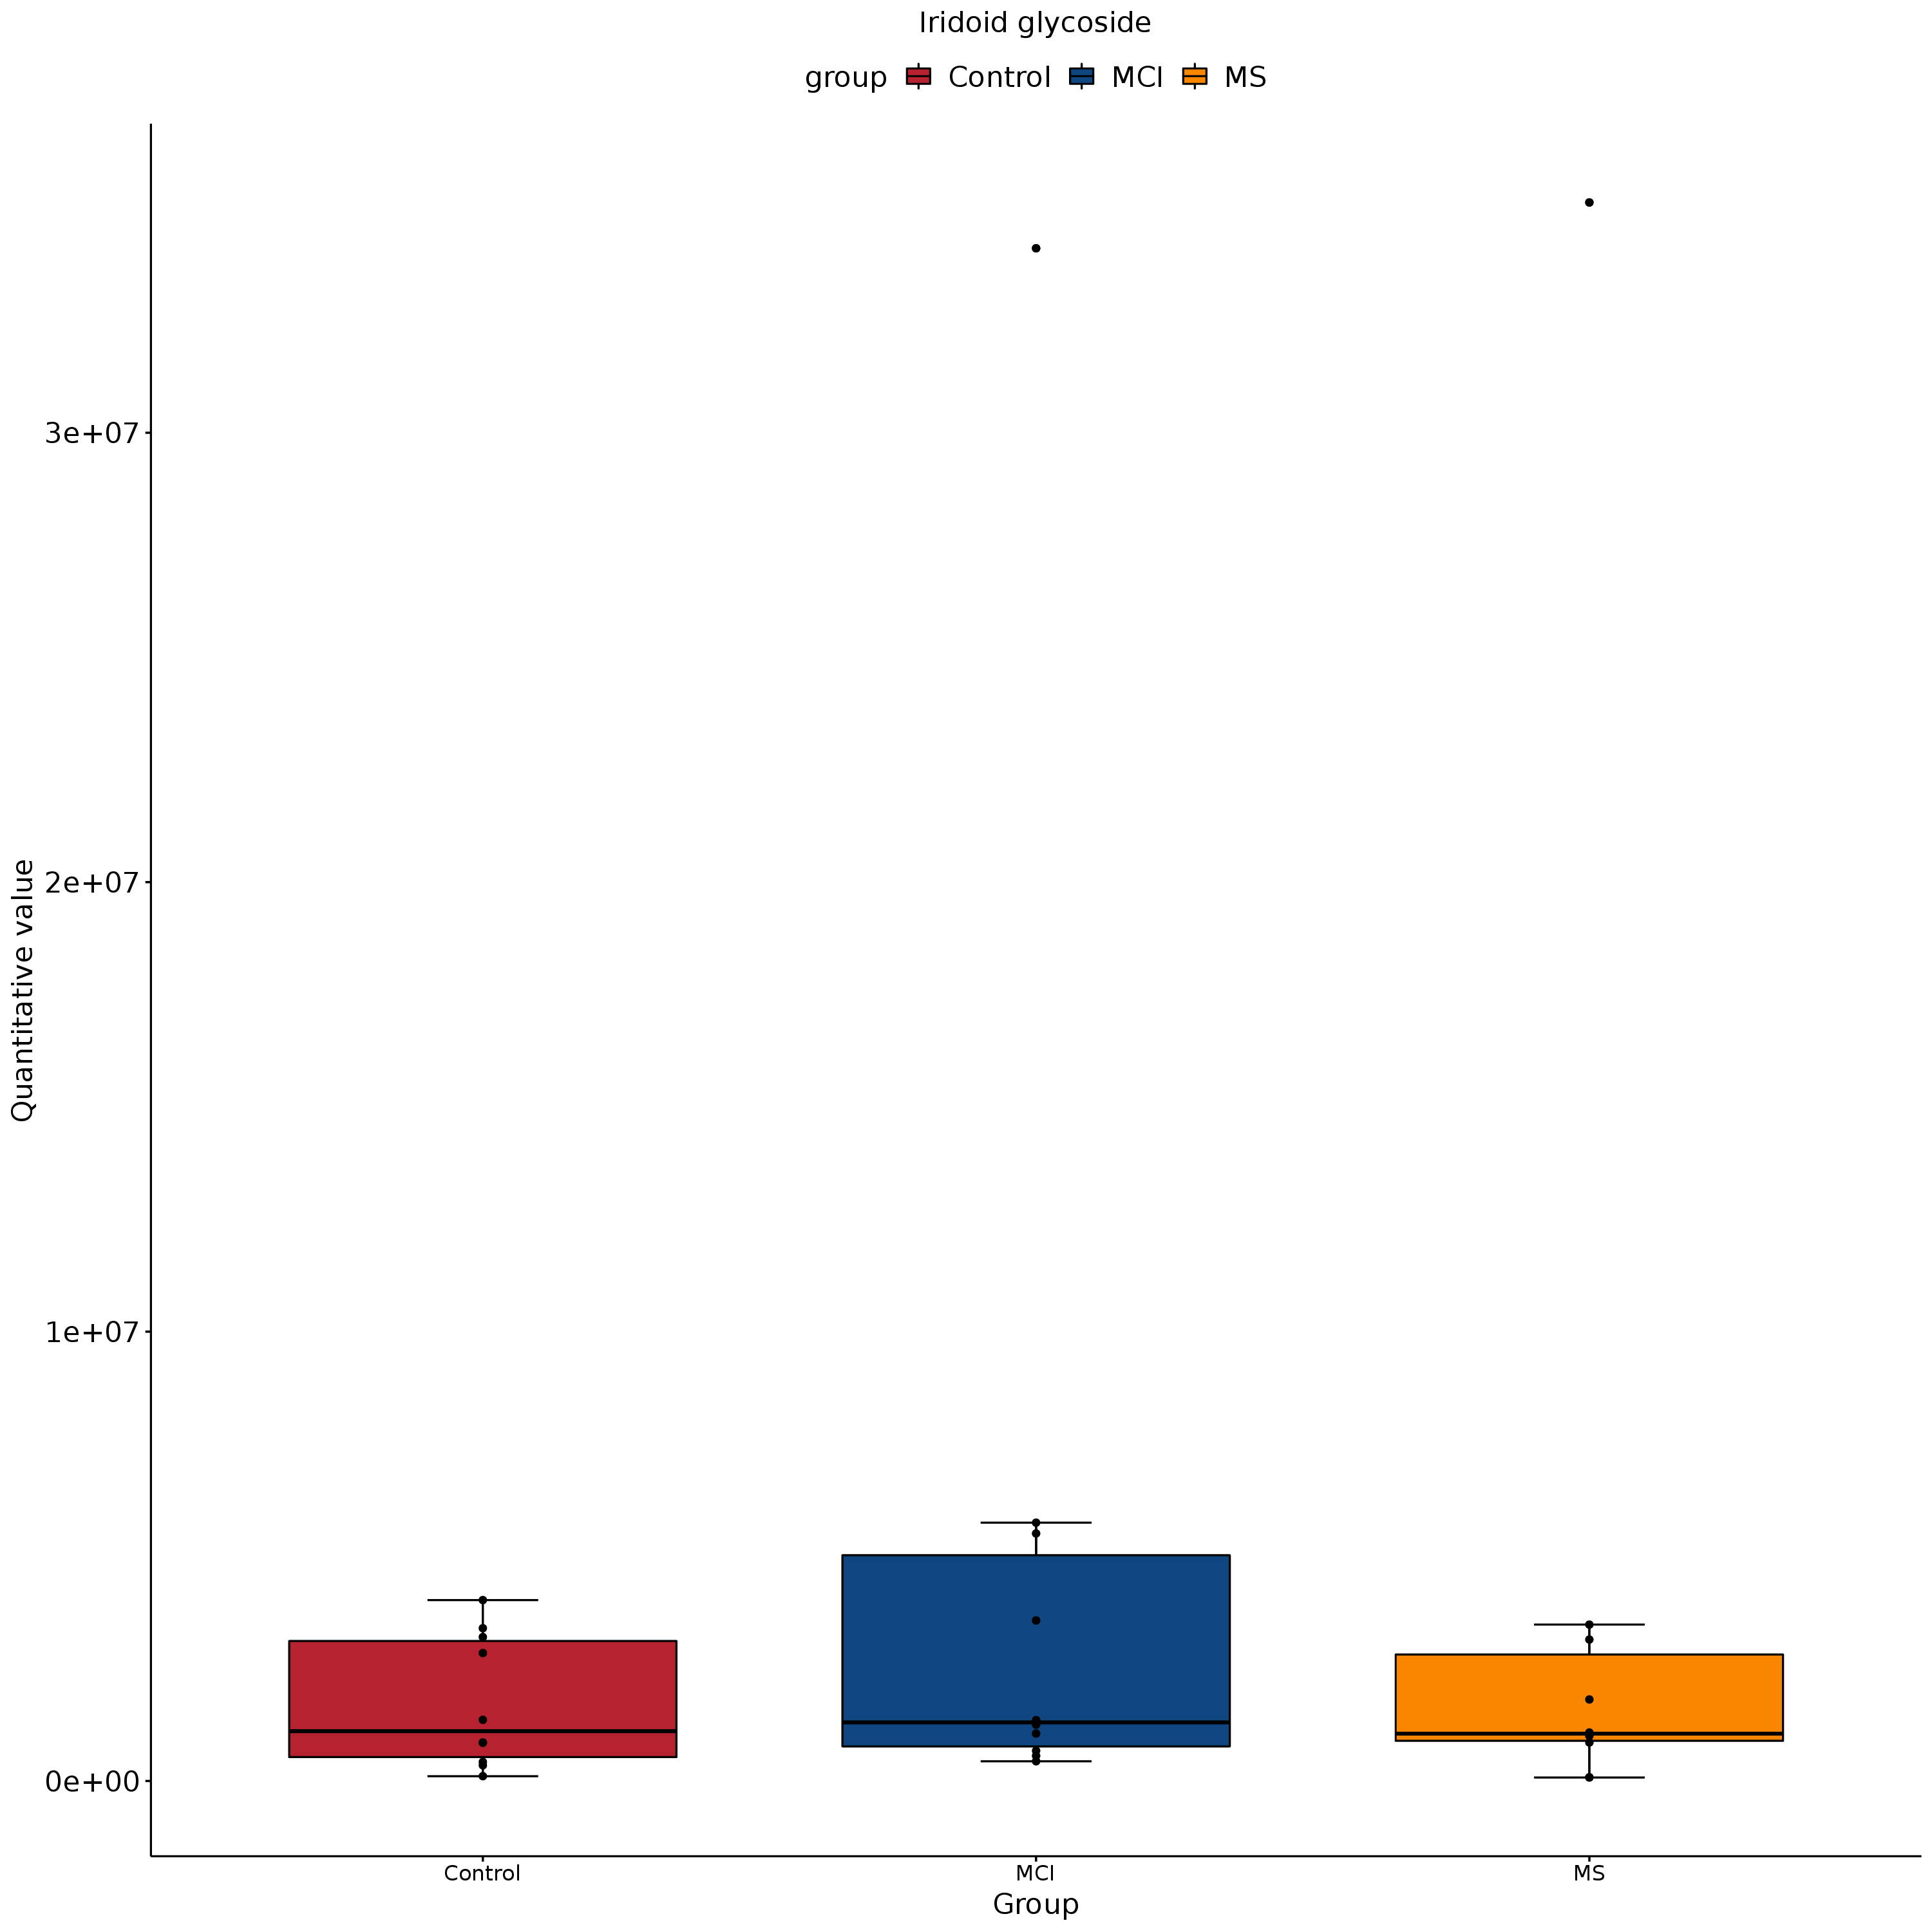 Iridoid glycoside
group Control MCI MS
Quantitative value
3e+07
2e+07
1e+07
0e+00
Control MCI MS
Group